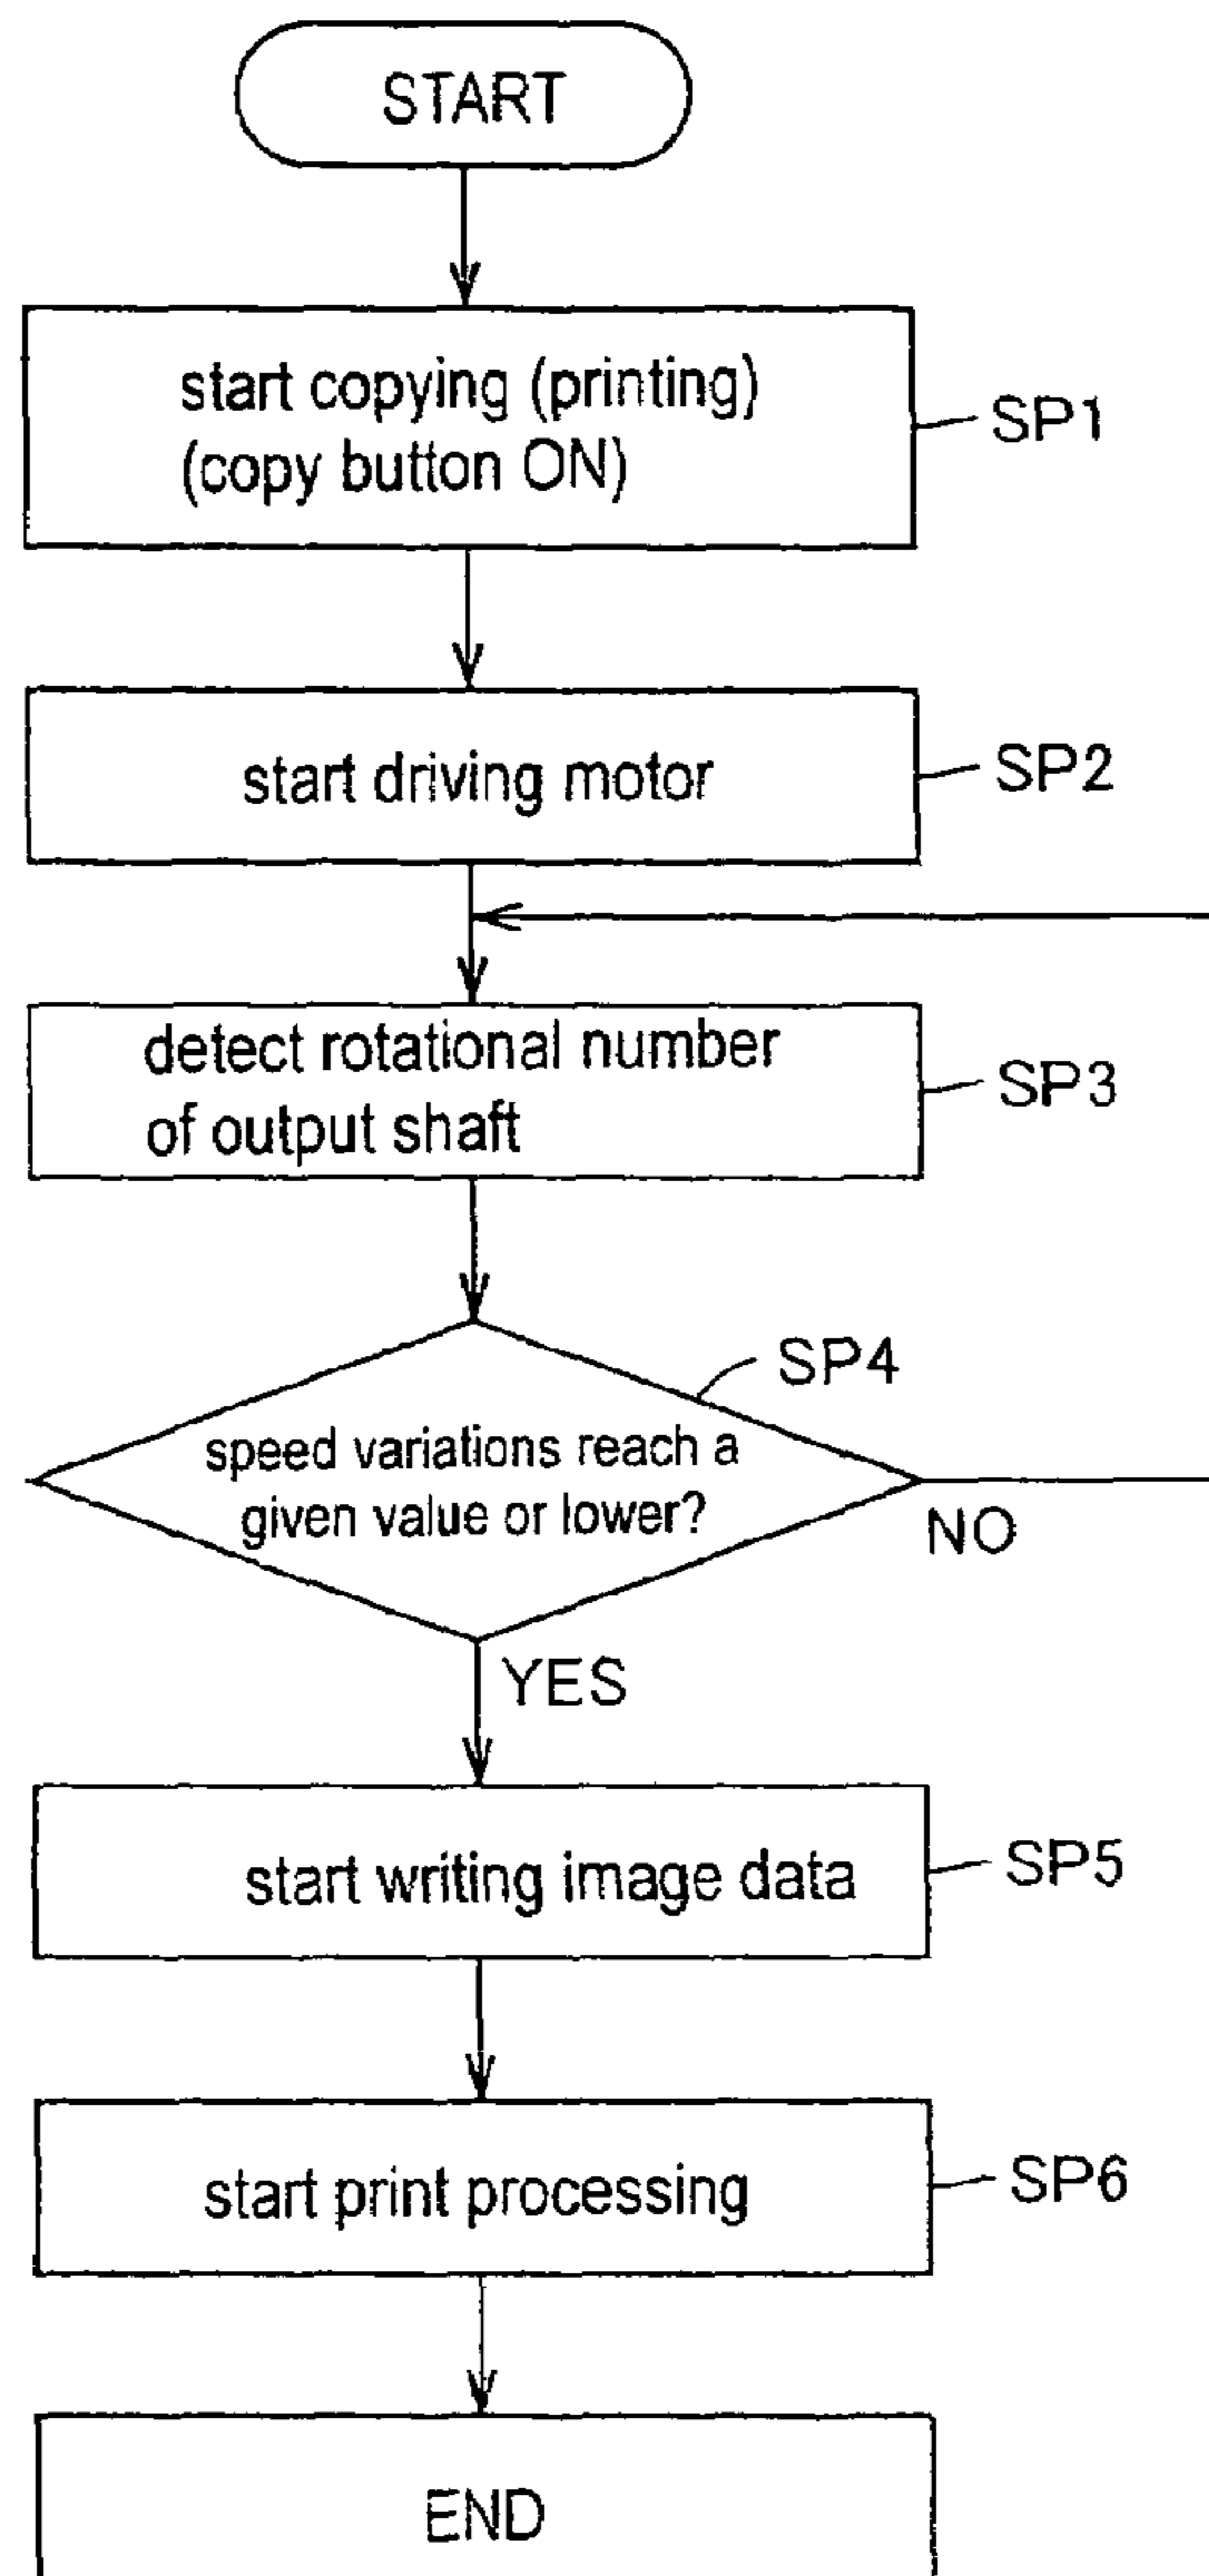 START
start copying (printing)
(copy button ON)
SP1
start driving motor
SP2
detect rotational number
of output shaft
SP3
SP4
speed variations reach a
given value or lower?
NO
YES
start writing image data
SP5
start print processing
SP6
END